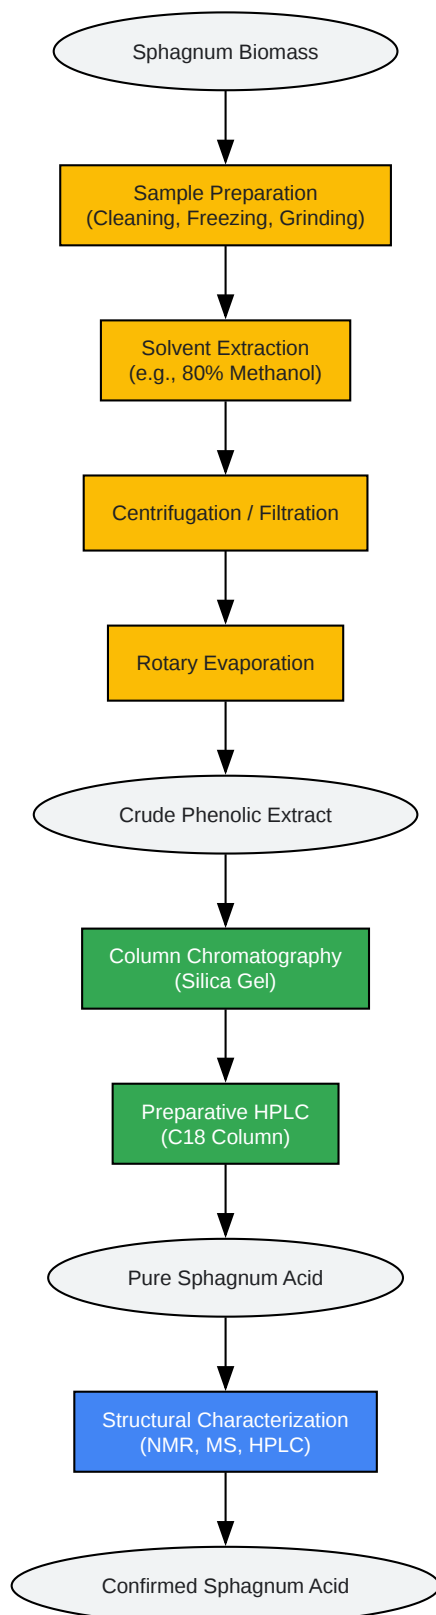 Sphagnum Biomass
Sample Preparation
(Cleaning, Freezing, Grinding)
Solvent Extraction
(e.g., 80% Methanol)
Centrifugation / Filtration
Rotary Evaporation
Crude Phenolic Extract
Column Chromatography
(Silica Gel)
Preparative HPLC
(C18 Column)
Pure Sphagnum Acid
Structural Characterization
(NMR, MS, HPLC)
Confirmed Sphagnum Acid